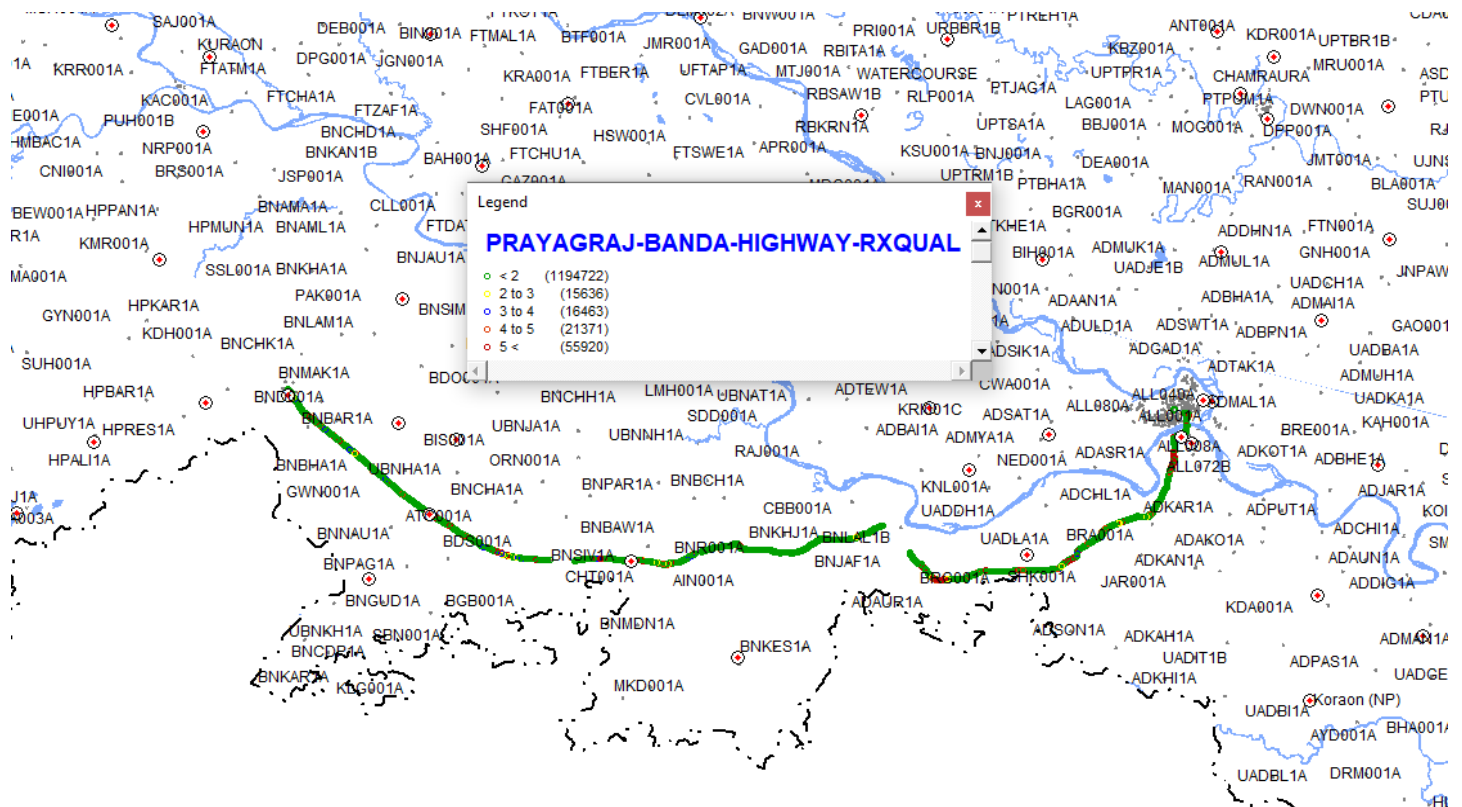 SAJ001A
DEB001A
FTMAL1A
BTF001A
BNW001A
PTREH1A
ANT001A
PRI001A
URBBR1B
KDR001A
UPTBR1B
KURAON
JMR001A
GAD001A
RBITA1A
KBZ001A
KRR001A
FTATM1A
DPG001A
JGN001A
KRA001A
FTBER1A
UFTAP1A
MTJ001A
WATERCOURSE
UPTPR1A
CHAMRAURA
MRU001A
KAC001A
FTCHA1A
FTZAF1A
FAT001A
CVL001A
RBSAW1B
RLP001A
PTJAG1A
LAG001A
PTPUM1A
DWN001A
PUH001B
BNCHD1A
SHF001A
HSW001A
RBKRN1A
UPTSA1A
BBJ001A
MOG001A
DPP001A
NRP001A
BNKAN1B
BAH001A
FTCHU1A
FTSWE1A
APR001A
KSU001A
BNJ001A
DEA001A
JMT001A
CNI001A
BRS001A
JSP001A
GAZ001A
UPTRM1B
PTBHA1A
MAN001A
RAN001A
BLA001A
BEW001A
HPPAN1A
BNAMA1A
CLL001A
BGR001A
HPMUN1A
BNAML1A
ADDHN1A
FTN001A
KMR001A
BNJAU1A
BIH001A
ADMUK1A
ADMUL1A
GNH001A
SSL001A
BNKHA1A
UADJE1B
PAK001A
UADCH1A
HPKAR1A
ADAAN1A
ADBHA1A
ADMAI1A
GYN001A
BNLAM1A
KDH001A
ADULD1A
ADSWT1A
ADBPN1A
BNCHK1A
ADGAD1A
UADBA1A
Legend
PRAYAGRAJ-BANDA-HIGHWAY-RXQUAL
< 2 (1194722)
2 to 3 (15636)
3 to 4 (16463)
4 to 5 (21371)
5 < (55920)
SUH001A
BNMAK1A
ADTAK1A
ADMUH1A
HPBAR1A
BND001A
BNCHH1A
LMH001A
UBNAT1A
ADTEW1A
CWA001A
ALL040A
ADMAL1A
UADKA1A
UHPUY1A
HPRES1A
BNBAR1A
BIS001A
UBNJA1A
SDD001A
KRI001C
ADSAT1A
ALL080A
ALL001A
KAH001A
UBNNH1A
ADBAI1A
ADMYA1A
BRE001A
HPALI1A
BNBHA1A
UBNHA1A
ORN001A
RAJ001A
NED001A
ADASR1A
ALL008A
ADKOT1A
ADBHE1A
ALL072B
GWN001A
BNCHA1A
BNPAR1A
BNBCH1A
KNL001A
ADCHL1A
ADJAR1A
ATR001A
CBB001A
UADDH1A
ADKAR1A
ADPUT1A
BNNAU1A
BDS001A
BNBAW1A
BNKHJ1A
BNLAL1B
UADLA1A
BRA001A
ADAKO1A
ADCHI1A
BNPAG1A
BNSIV1A
BNR001A
BNJAF1A
ADKAN1A
ADAUN1A
CHT001A
AIN001A
BRG001A
SHK001A
JAR001A
ADDIG1A
BNGUD1A
BGB001A
ADAUR1A
KDA001A
UBNKH1A
SBN001A
BNMDN1A
ADSON1A
ADKAH1A
ADMAN1A
BNKES1A
UADIT1B
ADPAS1A
MKD001A
ADKHI1A
Koraon (NP)
UADBI1A
AYD001A
BHA001A
UADBL1A
DRM001A